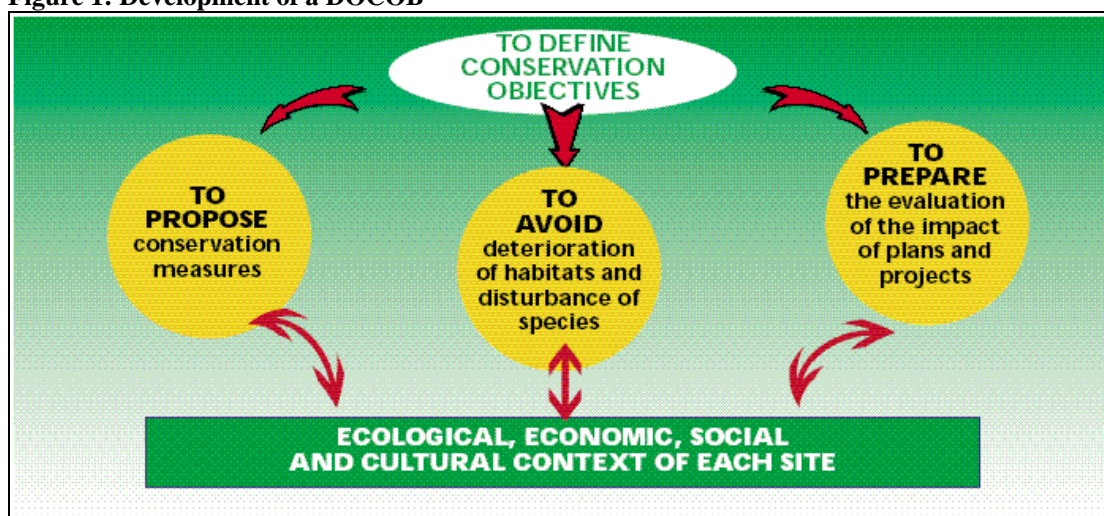 Figure 1: Development of a DOCOB
TO DEFINE
CONSERVATION
OBJECTIVES
TO
PROPOSE
conservation
measures
TO
AVOID
deterioration
of habitats and
disturbance of
species
TO
PREPARE
the evaluation
of the impact
of plans and
projects
ECOLOGICAL, ECONOMIC, SOCIAL
AND CULTURAL CONTEXT OF EACH SITE